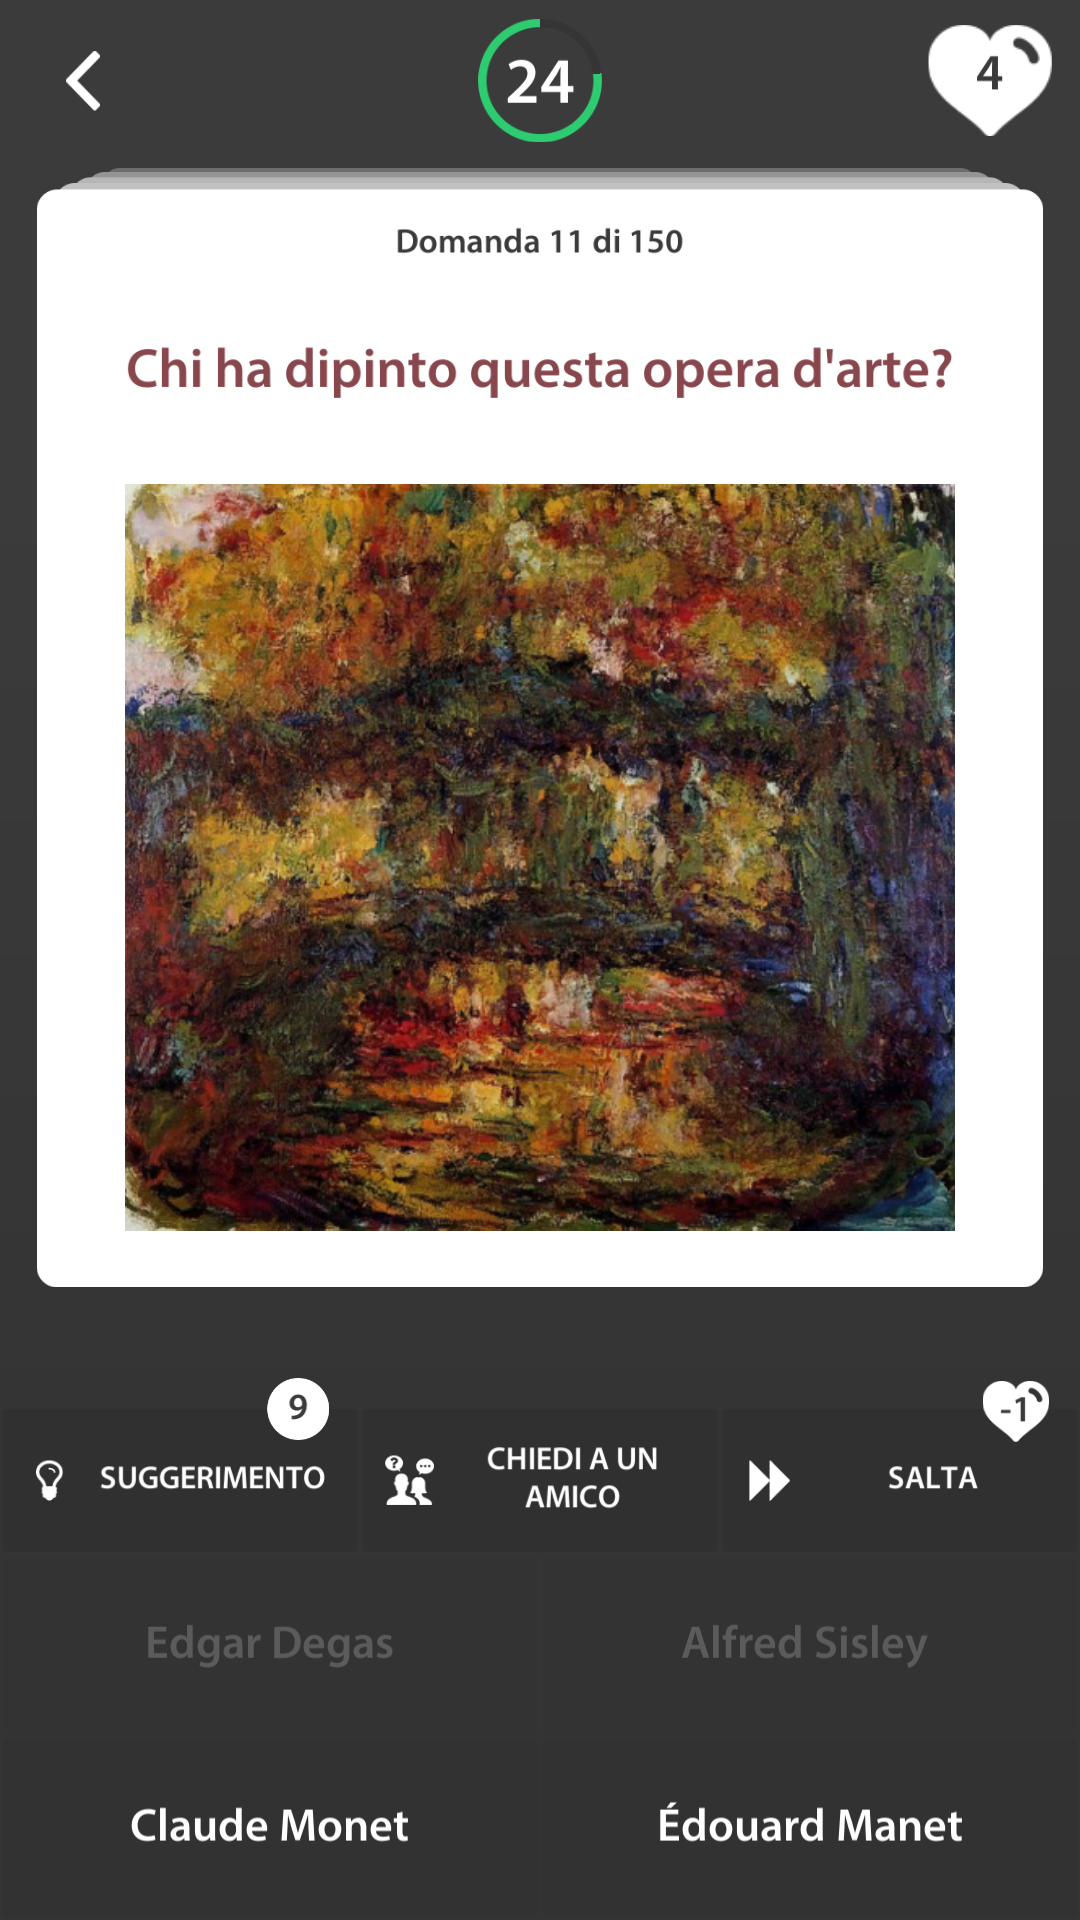 24
4
Domanda 11 di 150
Chi ha dipinto questa opera d'arte?
9
-1
SUGGERIMENTO
CHIEDI A UN
AMICO
SALTA
Edgar Degas
Alfred Sisley
Claude Monet
Édouard Manet